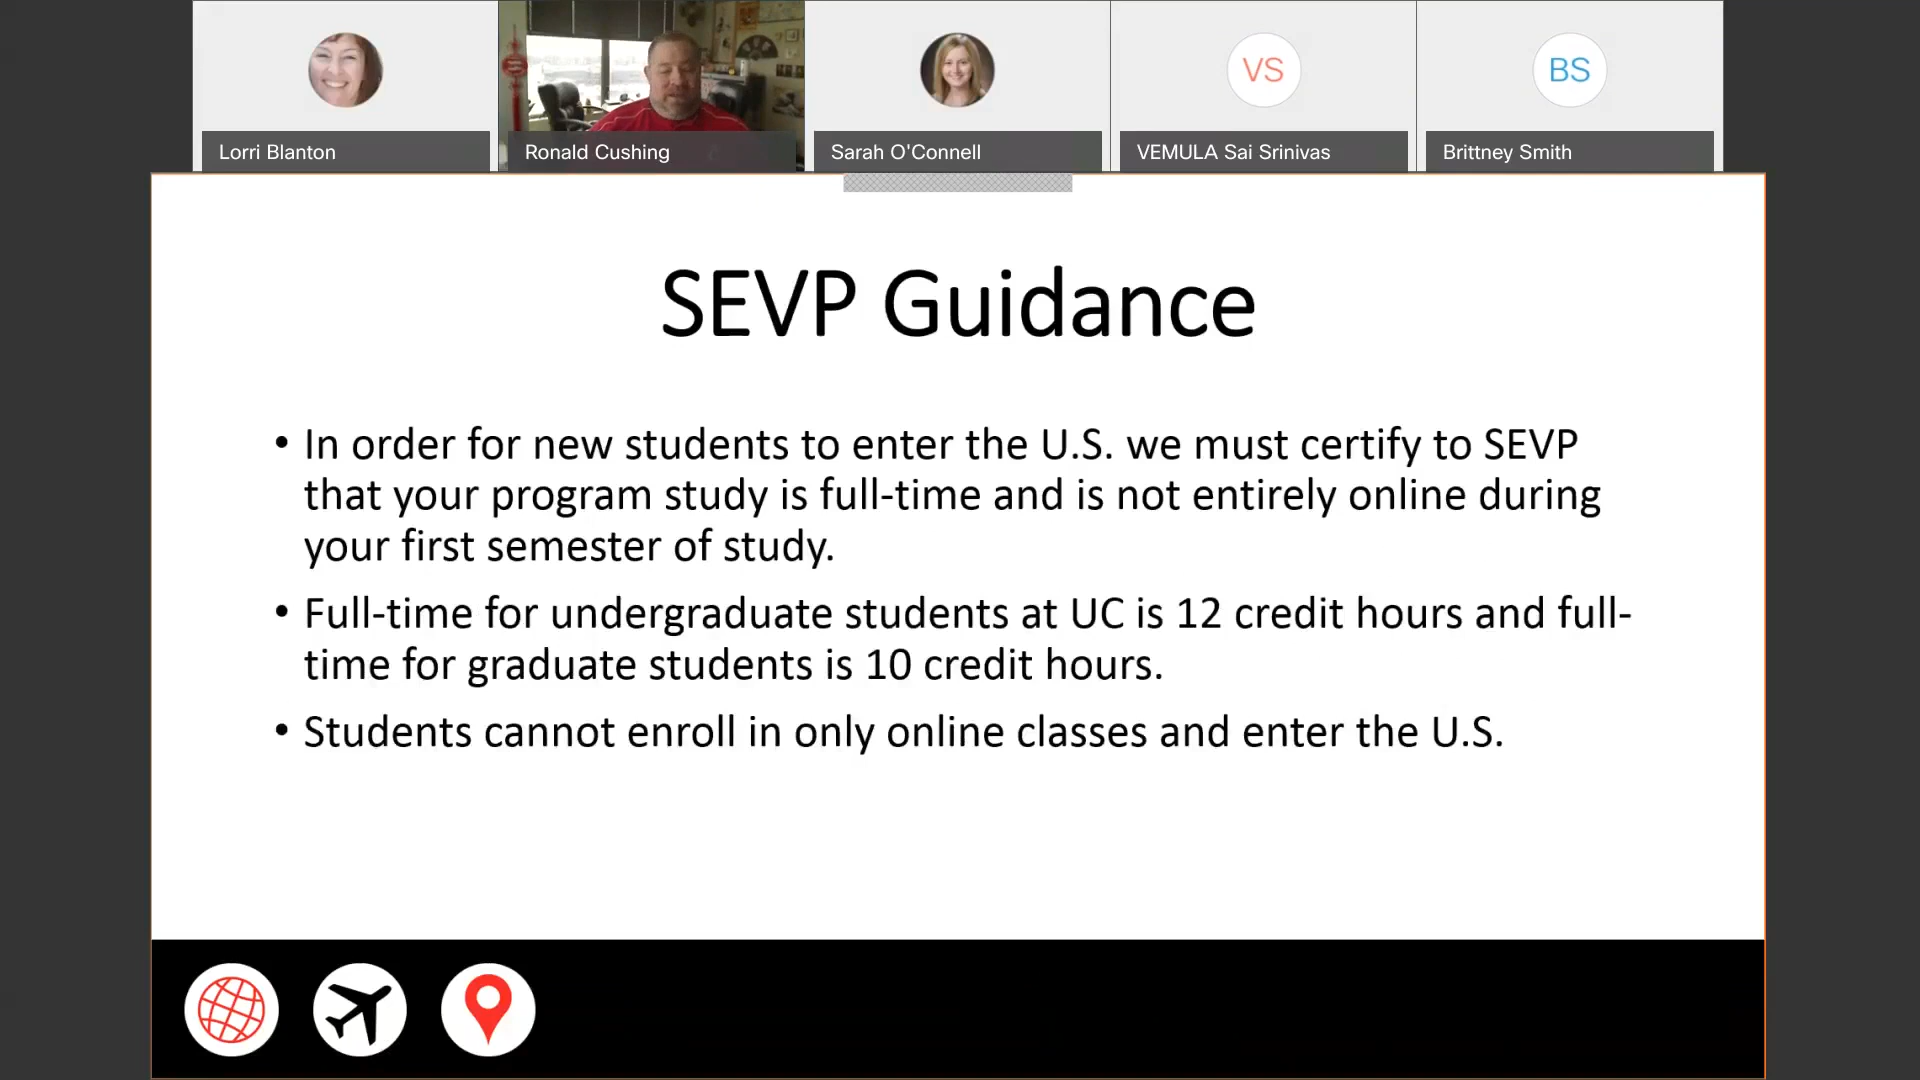 VS
BS
Lorri Blanton
Ronald Cushing
Sarah O'Connell
VEMULA Sai Srinivas
Brittney Smith
SEVP Guidance
• In order for new students to enter the U.S. we must certify to SEVP
that your program study is full-time and is not entirely online during
your first semester of study.
• Full-time for undergraduate students at UC is 12 credit hours and full-
time for graduate students is 10 credit hours.
• Students cannot enroll in only online classes and enter the U.S.